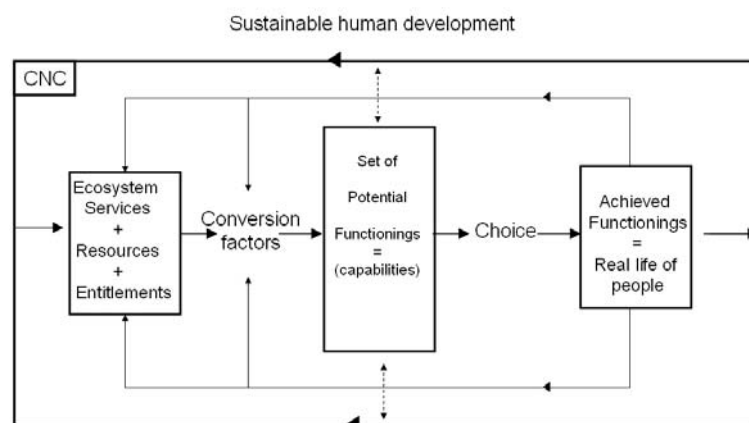 Sustainable human development
CNC
Ecosystem
Services
+
Resources
+
Entitlements
Conversion
factors
Set of
Potential
Functionings
=
(capabilities)
Choice
Achieved
Functionings
=
Real life of
people